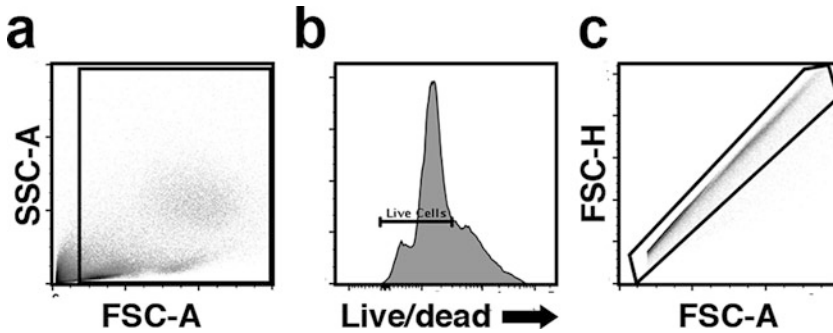 a
b
c
SSC-A
FSC-A
Live Cells
Live/dead
FSC-H
FSC-A